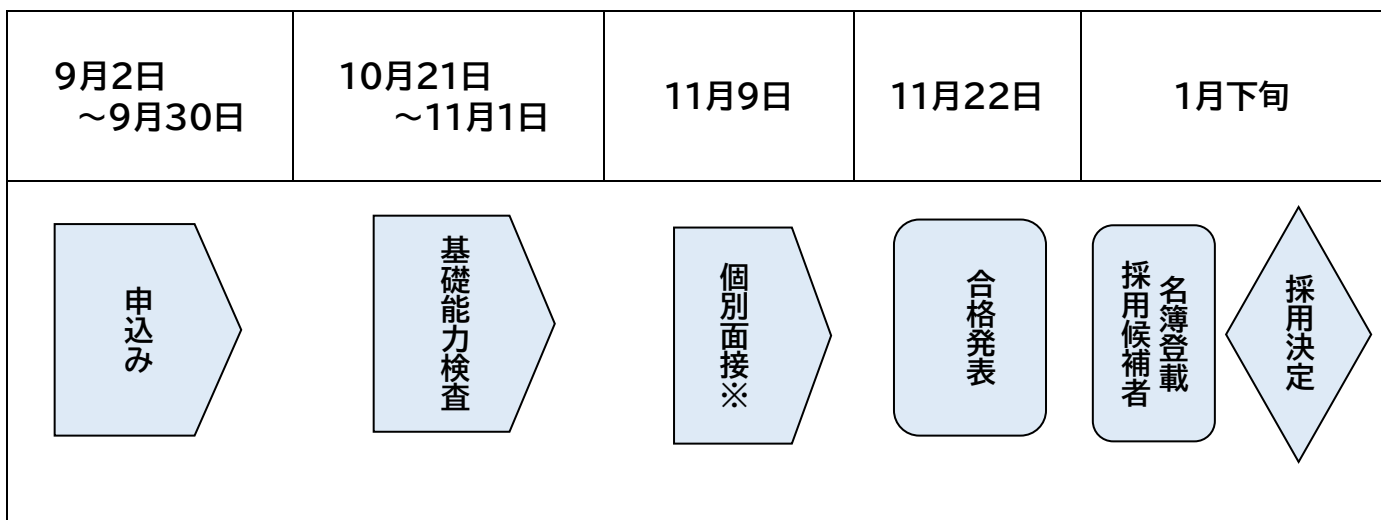 9月2日
～9月30日
10月21日
～11月1日
11月9日
11月22日
1月下旬
申込み
基礎能力検査
個別面接※
合格発表
名簿登載
採用候補者
採用決定